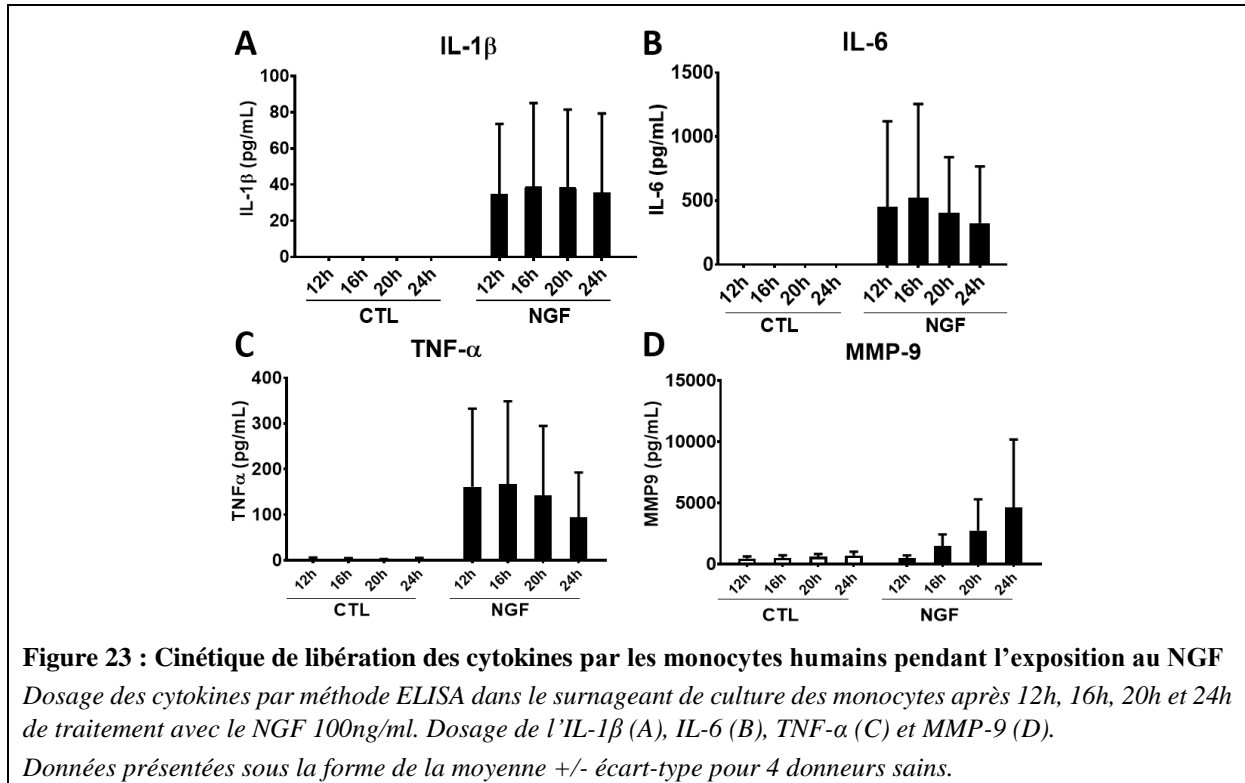 A
IL-1β
IL-1β (pg/mL)
100
80
60
40
20
0
12h 16h 20h 24h 12h 16h 20h 24h
CTL NGF
B
IL-6
IL-6 (pg/mL)
1500
1000
500
0
12h 16h 20h 24h 12h 16h 20h 24h
CTL NGF
C
TNF-α
TNFα (pg/mL)
400
300
200
100
0
12h 16h 20h 24h 12h 16h 20h 24h
CTL NGF
D
MMP-9
MMP9 (pg/mL)
15000
10000
5000
0
12h 16h 20h 24h 12h 16h 20h 24h
CTL NGF
Figure 23 : Cinétique de libération des cytokines par les monocytes humains pendant l’exposition au NGF
Dosage des cytokines par méthode ELISA dans le surnageant de culture des monocytes après 12h, 16h, 20h et 24h
de traitement avec le NGF 100ng/ml. Dosage de l’IL-1β (A), IL-6 (B), TNF-α (C) et MMP-9 (D).
Données présentées sous la forme de la moyenne +/- écart-type pour 4 donneurs sains.